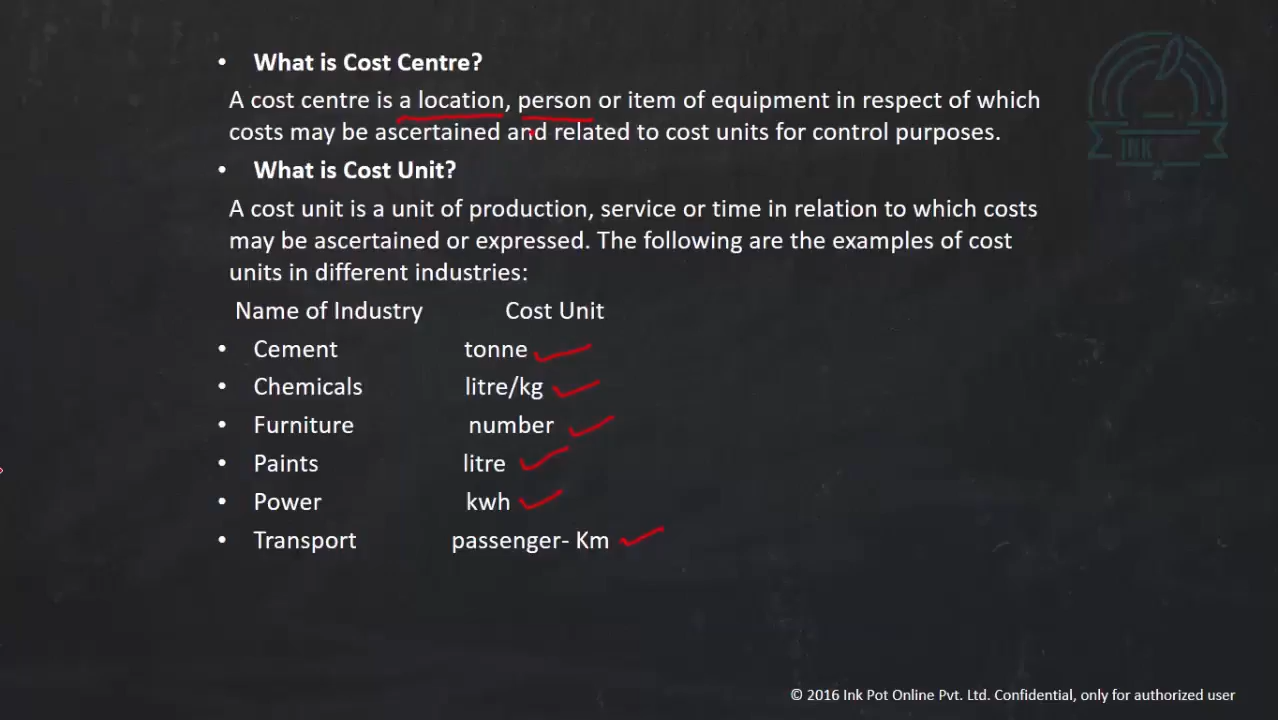 • What is Cost Centre?
A cost centre is a location, person or item of equipment in respect of which
costs may be ascertained and related to cost units for control purposes.
• What is Cost Unit?
A cost unit is a unit of production, service or time in relation to which costs
may be ascertained or expressed. The following are the examples of cost
units in different industries:
Name of Industry Cost Unit
• Cement tonne
• Chemicals litre/kg
• Furniture number
• Paints litre
• Power kwh
• Transport passenger- Km
INK
© 2016 Ink Pot Online Pvt. Ltd. Confidential, only for authorized user